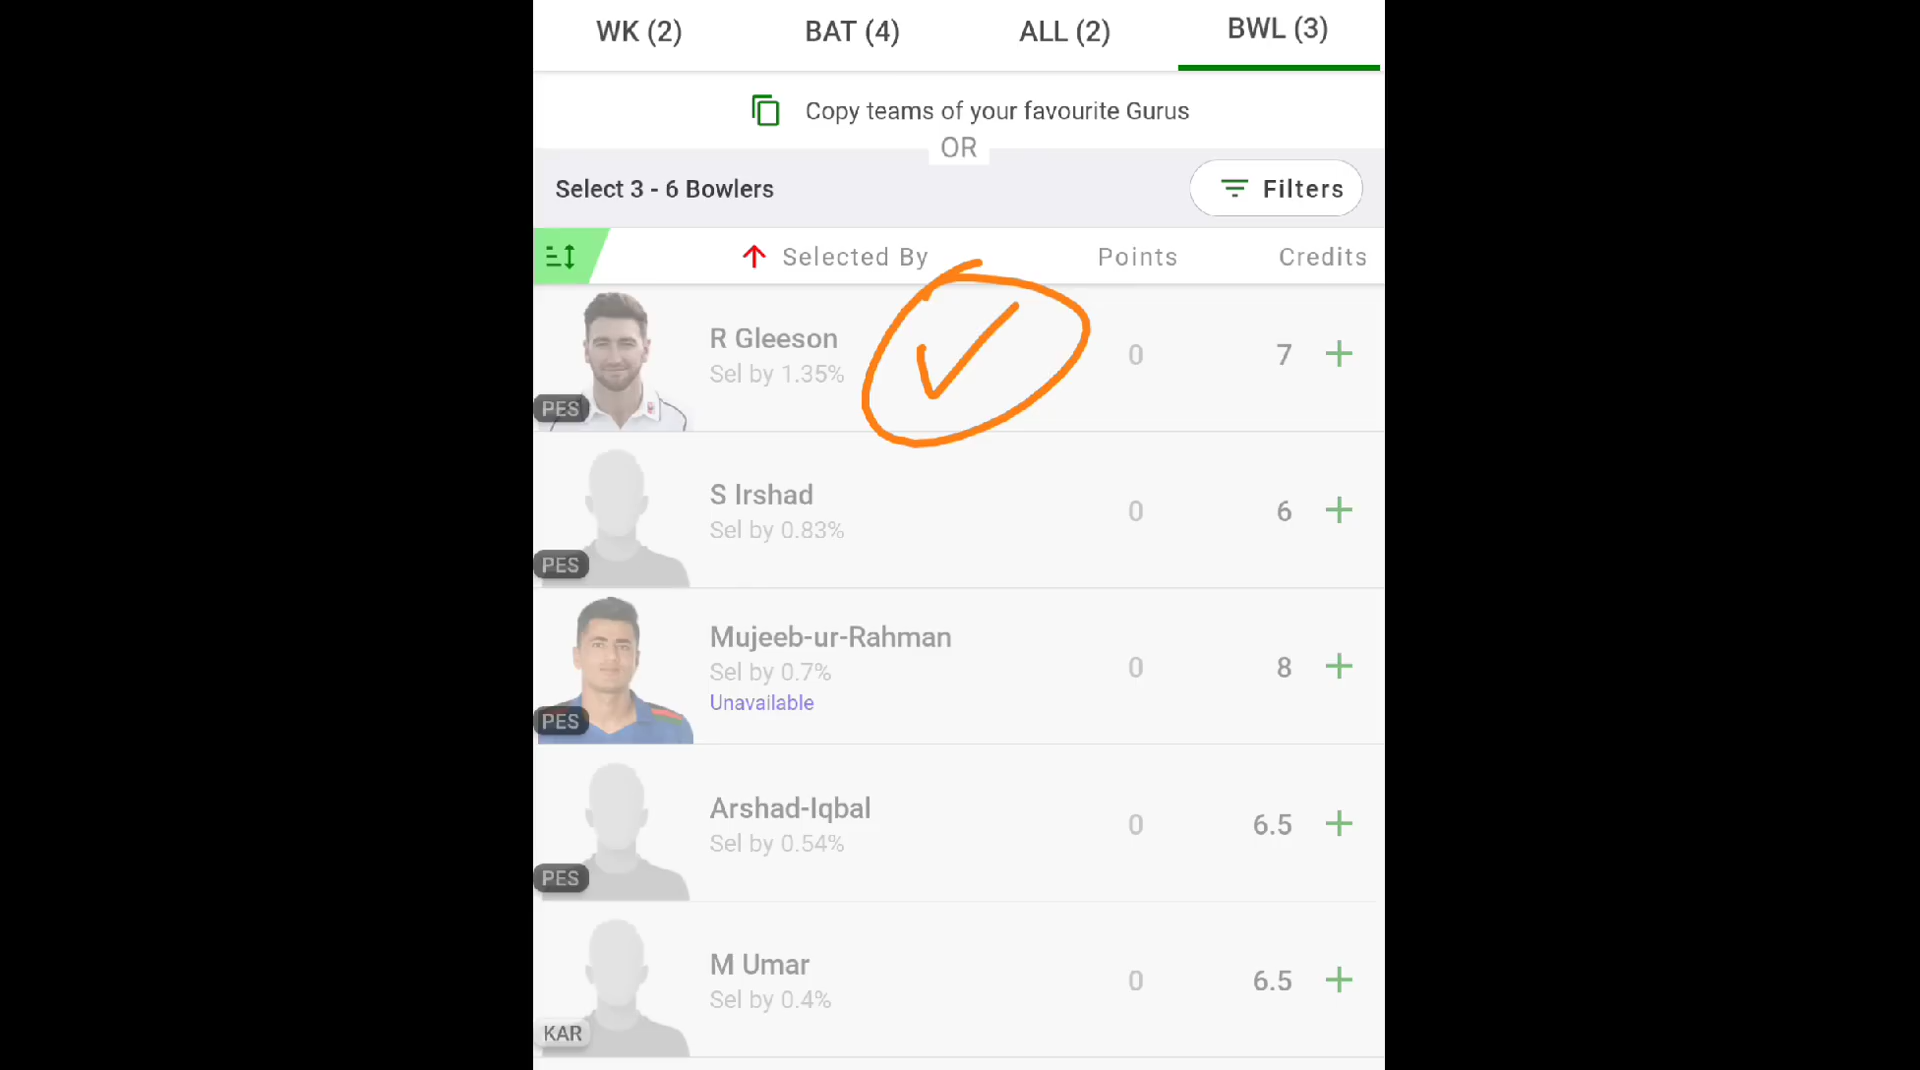 WK (2) BAT (4) ALL (2) BWL (3)
Copy teams of your favourite Gurus
OR
Select 3 - 6 Bowlers Filters
Selected By Points Credits
R Gleeson
Sel by 1.35% 0 7 +
PES
S Irshad
Sel by 0.83% 0 6 +
PES
Mujeeb-ur-Rahman
Sel by 0.7% 0 8 +
Unavailable
PES
Arshad-Iqbal
Sel by 0.54% 0 6.5 +
PES
M Umar
Sel by 0.4% 0 6.5 +
KAR